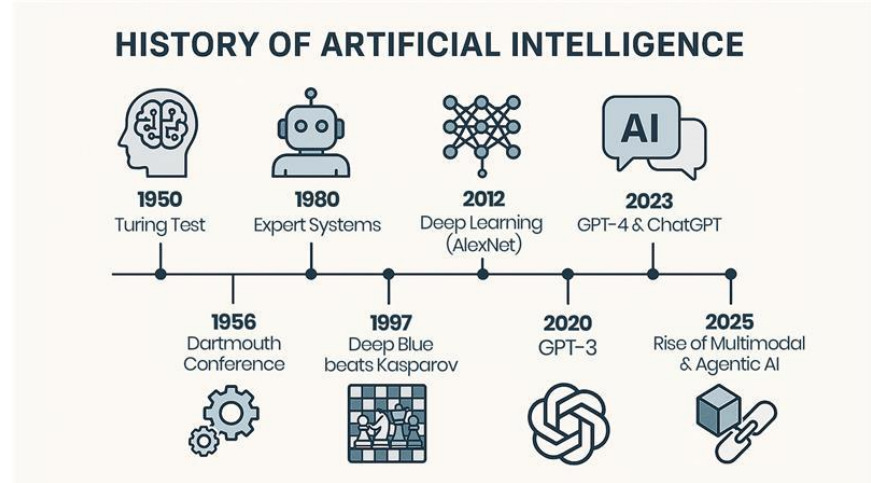 HISTORY OF ARTIFICIAL INTELLIGENCE
AI
1950
Turing Test
1980
Expert Systems
2012
Deep Learning
(AlexNet)
2023
GPT-4 & ChatGPT
1956
Dartmouth
Conference
1997
Deep Blue
beats Kasparov
2020
GPT-3
2025
Rise of Multimodal
& Agentic AI